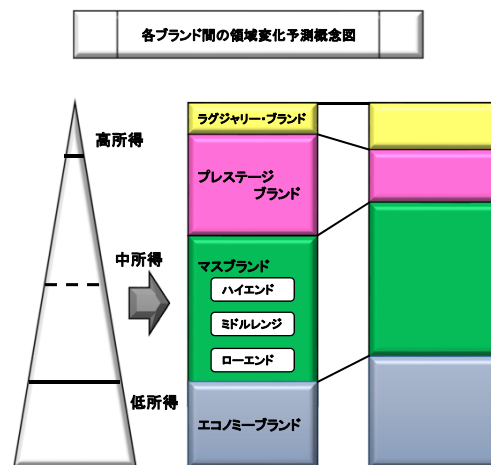 各ブランド間の領域変化予測概念図
高所得
中所得
低所得
ラグジャリー・ブランド
プレステージ
ブランド
マスブランド
ハイエンド
ミドルレンジ
ローエンド
エコノミーブランド